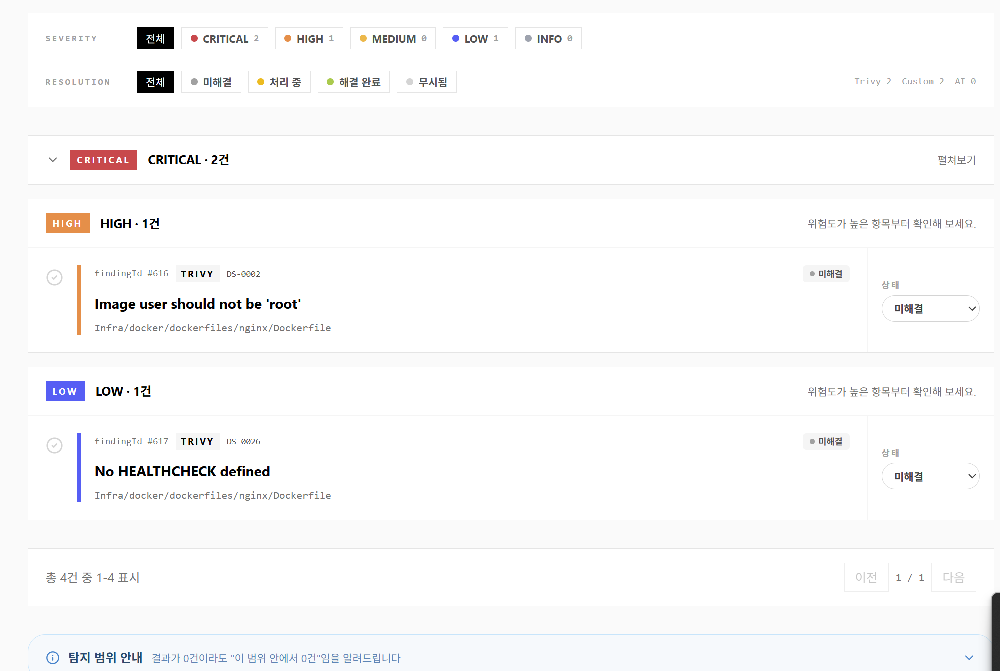 SEVERITY 전체 CRITICAL 2 HIGH 1 MEDIUM 0 LOW 1 INFO 0
RESOLUTION 전체 미해결 처리 중 해결 완료 무시됨 Trivy 2 Custom 2 AI 0
CRITICAL CRITICAL · 2건 펼쳐보기
HIGH HIGH · 1건 위험도가 높은 항목부터 확인해 보세요.
findingId #616 TRIVY DS-0002 미해결
상태
Image user should not be 'root' 미해결
Infra/docker/dockerfiles/nginx/Dockerfile
LOW LOW · 1건 위험도가 높은 항목부터 확인해 보세요.
findingId #617 TRIVY DS-0026 미해결
상태
No HEALTHCHECK defined 미해결
Infra/docker/dockerfiles/nginx/Dockerfile
총 4건 중 1-4 표시 이전 1 / 1 다음
탐지 범위 안내 결과가 0건이라도 "이 범위 안에서 0건"임을 알려드립니다